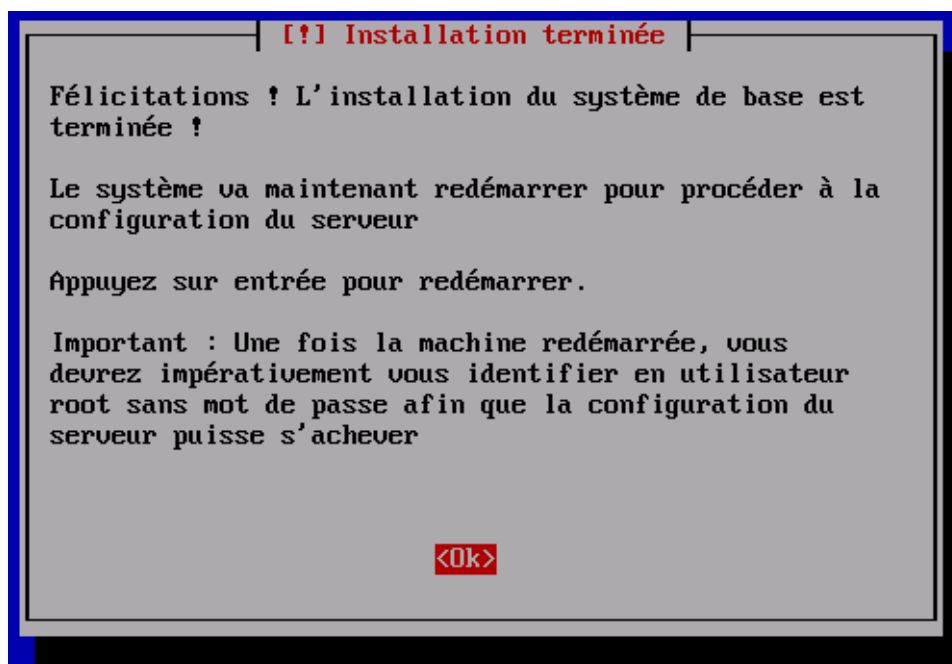 [!] Installation terminée
Félicitations ! L'installation du système de base est
terminée !
Le système va maintenant redémarrer pour procéder à la
configuration du serveur
Appuyez sur entrée pour redémarrer.
Important : Une fois la machine redémarrée, vous
devrez impérativement vous identifier en utilisateur
root sans mot de passe afin que la configuration du
serveur puisse s'achever
<Ok>